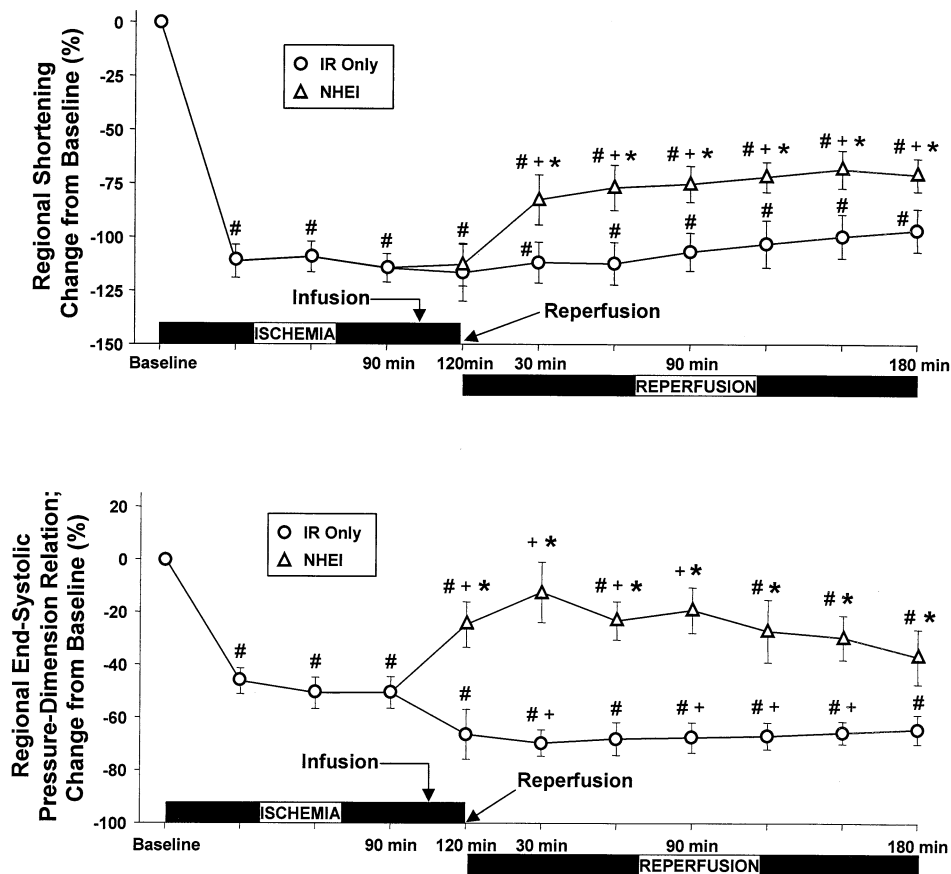 Regional Shortening
Change from Baseline (%)
0
-25
-50
-75
-100
-125
-150
IR Only
NHEI
# # # #
# + * # + * # + * # + * # + * # + *
# # # # # #
Infusion
Reperfusion
ISCHEMIA
Baseline 90 min 120min 30 min 90 min 180 min
REPERFUSION
Regional End-Systolic
Pressure-Dimension Relation;
Change from Baseline (%)
20
0
-20
-40
-60
-80
-100
IR Only
NHEI
# # #
# + * + * # + * + * # * # * # *
# # + # # + # + # + #
Infusion
Reperfusion
ISCHEMIA
Baseline 90 min 120 min 30 min 90 min 180 min
REPERFUSION